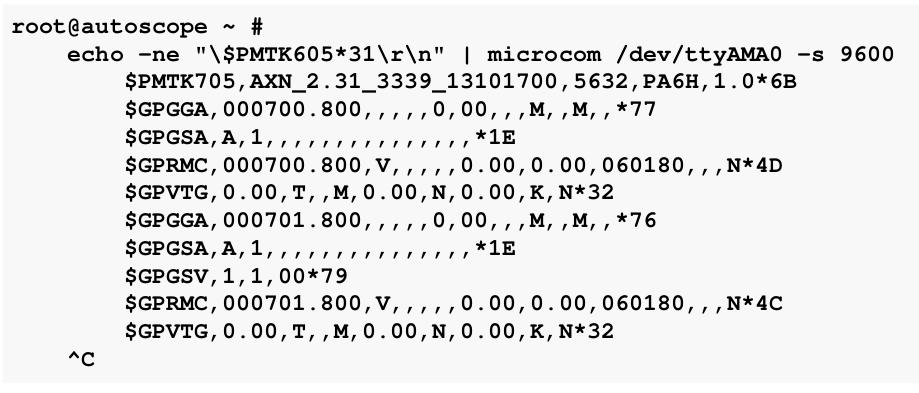 root@autoscope ~ #
echo -ne "\$PMTK605*31\r\n" | microcom /dev/ttyAMA0 -s 9600
$PMTK705,AXN_2.31_3339_13101700,5632,PA6H,1.0*6B
$GPGGA,000700.800,,,,,0,00,,,M,,M,,*77
$GPGSA,A,1,,,,,,,,,,,,,,,*1E
$GPRMC,000700.800,V,,,,,0.00,0.00,060180,,,N*4D
$GPVTG,0.00,T,,M,0.00,N,0.00,K,N*32
$GPGGA,000701.800,,,,,0,00,,,M,,M,,*76
$GPGSA,A,1,,,,,,,,,,,,,,,*1E
$GPGSV,1,1,00*79
$GPRMC,000701.800,V,,,,,0.00,0.00,060180,,,N*4C
$GPVTG,0.00,T,,M,0.00,N,0.00,K,N*32
^C